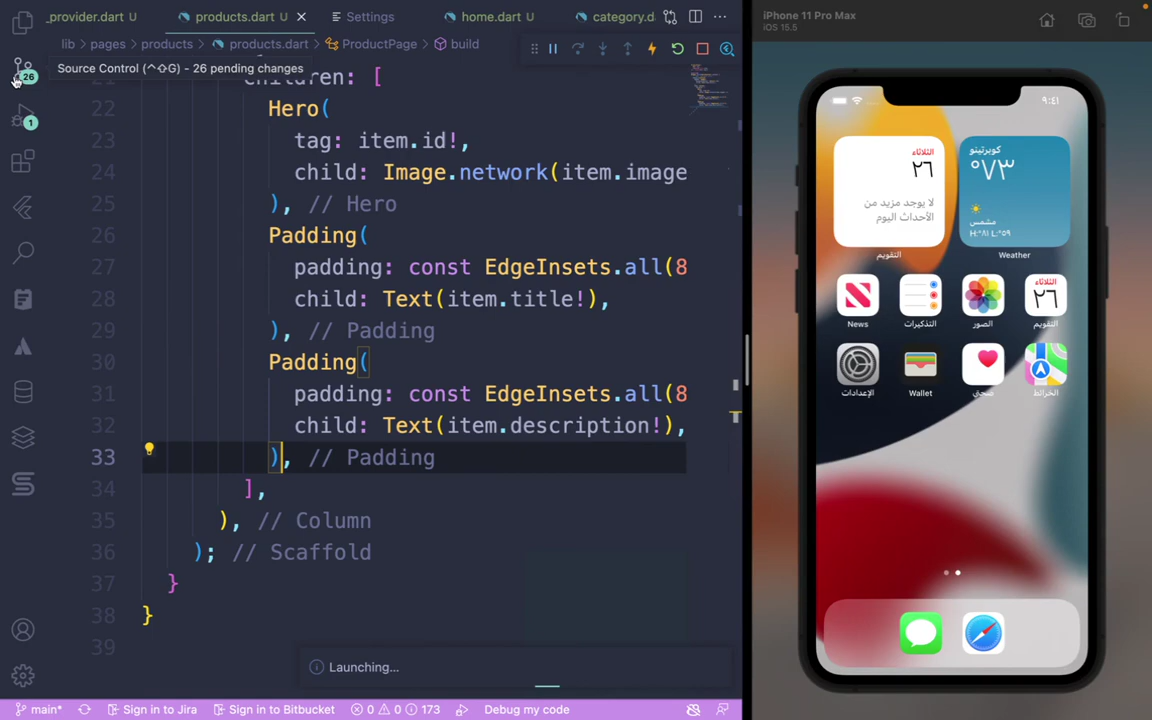 _provider.dart U
products.dart U
Settings
home.dart U
category.da
lib > pages > products > products.dart > ProductPage > build
Source Control (^⇧G) - 26 pending changes
26
1
children: [
22 Hero(
23 tag: item.id!,
24 child: Image.network(item.image
25 ), // Hero
26 Padding(
27 padding: const EdgeInsets.all(8
28 child: Text(item.title!),
29 ), // Padding
30 Padding(
31 padding: const EdgeInsets.all(8
32 child: Text(item.description!),
33 ), // Padding
34 ],
35 ), // Column
36 ); // Scaffold
37 }
38 }
39
Launching...
main*
Sign in to Jira
Sign in to Bitbucket
0 0 173
Debug my code
iPhone 11 Pro Max
iOS 15.5
٩:٤١
الثلاثاء
٢٦
لا يوجد مزيد من
الأحداث اليوم
التقويم
كوبرتينو
°٧٣
مشمس
H:°٨١ L:°٥٩
Weather
News
التذكيرات
الصور
الثلاثاء
٢٦
التقويم
الإعدادات
Wallet
صحتي
الخرائط